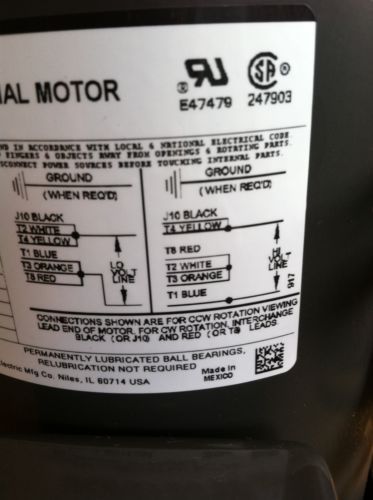 IAL MOTOR
E47479
247903
ND IN ACCORDANCE WITH LOCAL & NATIONAL ELECTRICAL CODE.
P FINGERS & OBJECTS AWAY FROM OPENINGS & ROTATING PARTS.
ISCONNECT POWER SOURCES BEFORE TOUCHING INTERNAL PARTS.
GROUND
(WHEN REQ'D)
J10 BLACK
T2 WHITE
T4 YELLOW
T1 BLUE
T3 ORANGE
T8 RED
LO
VOLT
LINE
GROUND
(WHEN REQ'D)
J10 BLACK
T4 YELLOW
T8 RED
T2 WHITE
T3 ORANGE
T1 BLUE
HI
VOLT
LINE
917
CONNECTIONS SHOWN ARE FOR CCW ROTATION VIEWING
LEAD END OF MOTOR. FOR CW ROTATION, INTERCHANGE
BLACK (OR J10) AND RED (OR T8) LEADS.
PERMANENTLY LUBRICATED BALL BEARINGS,
RELUBRICATION NOT REQUIRED
lectric Mfg Co. Niles, IL 60714 USA
Made in
MEXICO